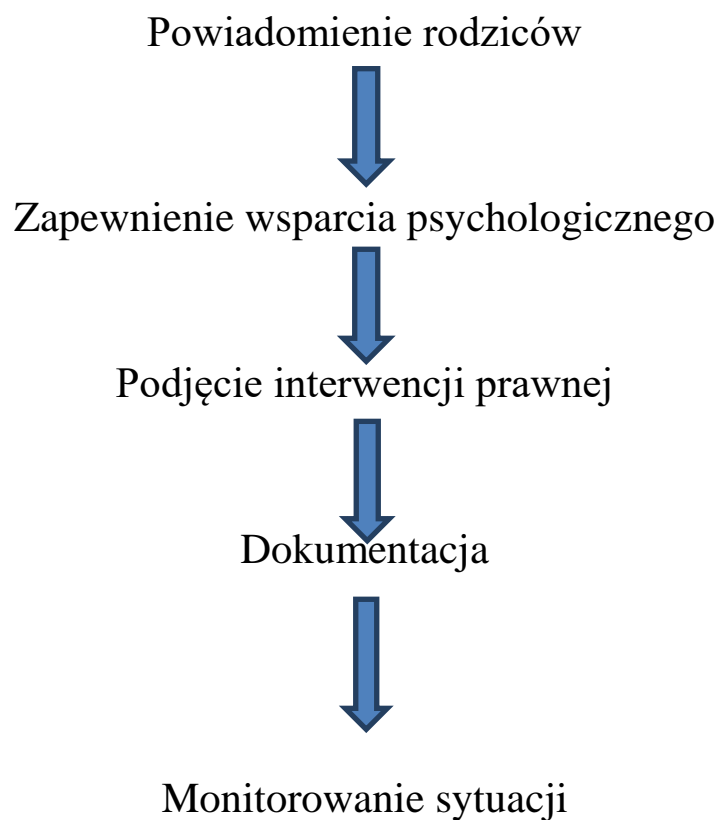 Powiadomienie rodziców
Zapewnienie wsparcia psychologicznego
Podjęcie interwencji prawnej
Dokumentacja
Monitorowanie sytuacji